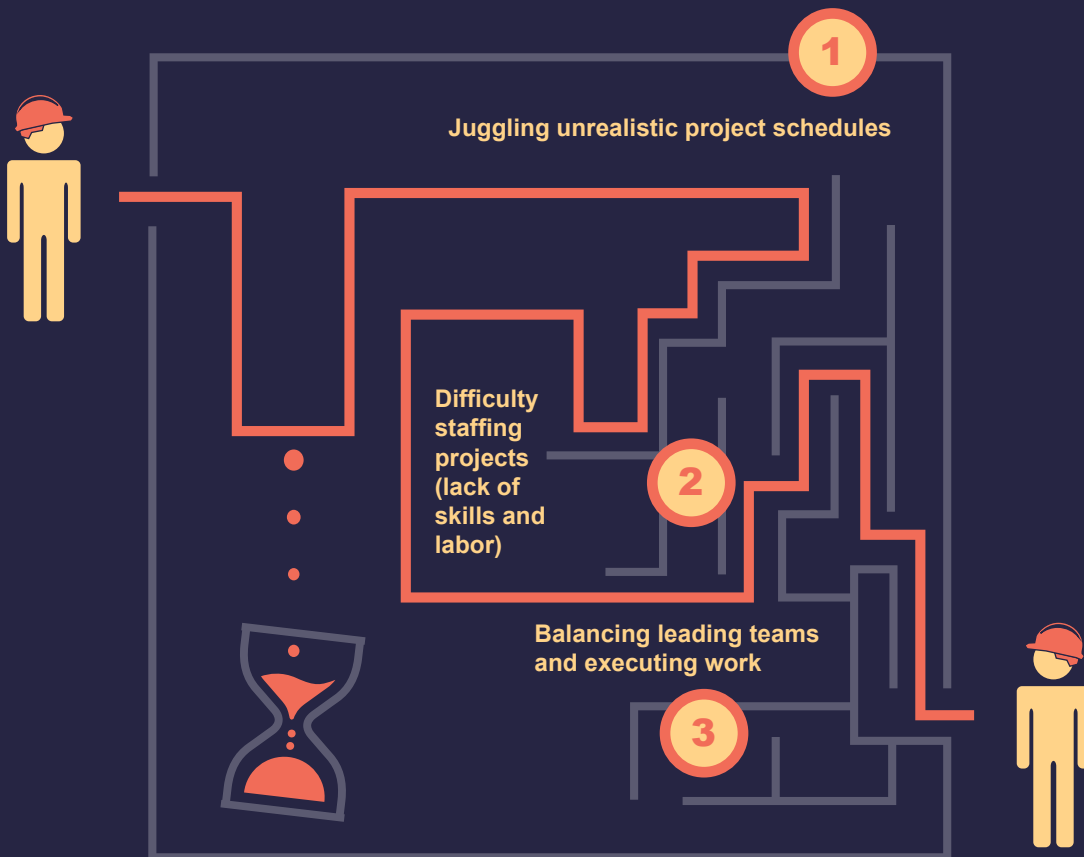 1
Juggling unrealistic project schedules
2
Difficulty
staffing
projects
(lack of
skills and
labor)
Balancing leading teams
and executing work
3